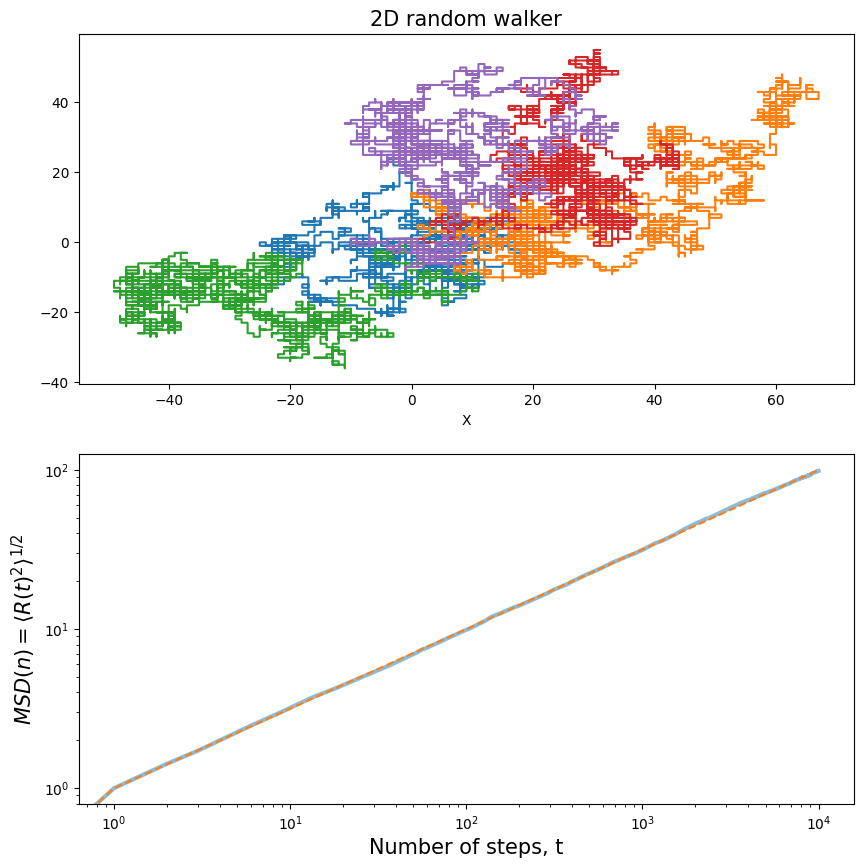 2D random walker
40
20
0
−20
−40
−40 −20 0 20 40 60
X
10²
10¹
10⁰
MSD(n) = ⟨R(t)²⟩^{1/2}
10⁰ 10¹ 10² 10³ 10⁴
Number of steps, t